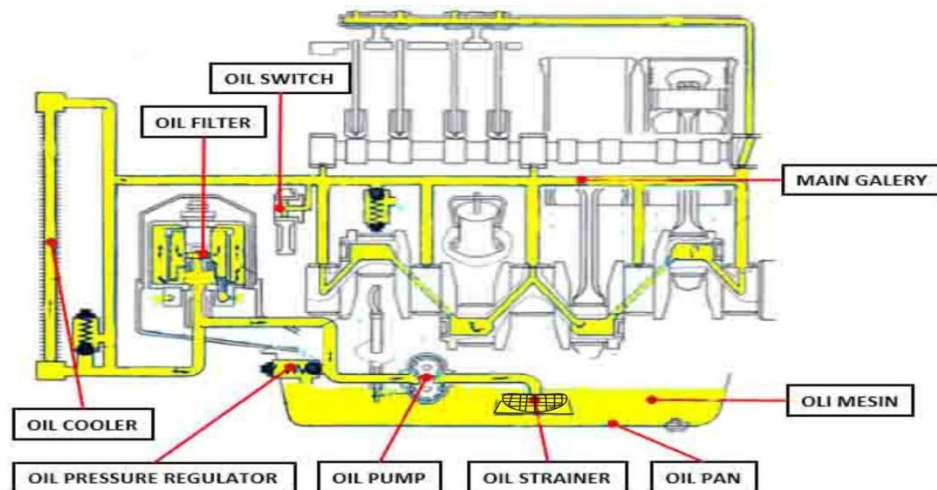 OIL SWITCH
OIL FILTER
MAIN GALERY
OIL COOLER
OLI MESIN
OIL PRESSURE REGULATOR
OIL PUMP
OIL STRAINER
OIL PAN